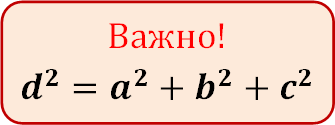 Важно!
d² = a² + b² + c²